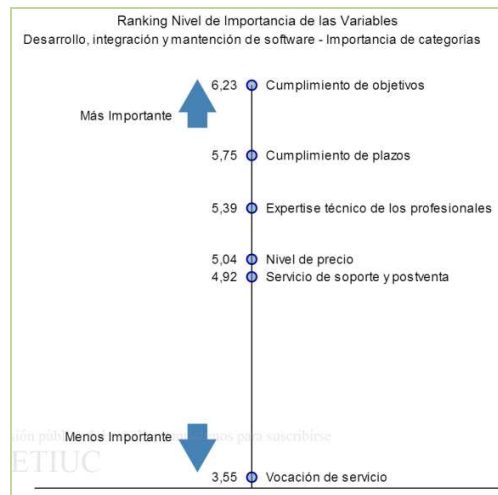 Ranking Nivel de Importancia de las Variables
Desarrollo, integración y mantención de software - Importancia de categorías
6,23 Cumplimiento de objetivos
Más Importante
5,75 Cumplimiento de plazos
5,39 Expertise técnico de los profesionales
5,04 Nivel de precio
4,92 Servicio de soporte y postventa
Menos Importante para suscribirse
ETIUC
3,55 Vocación de servicio